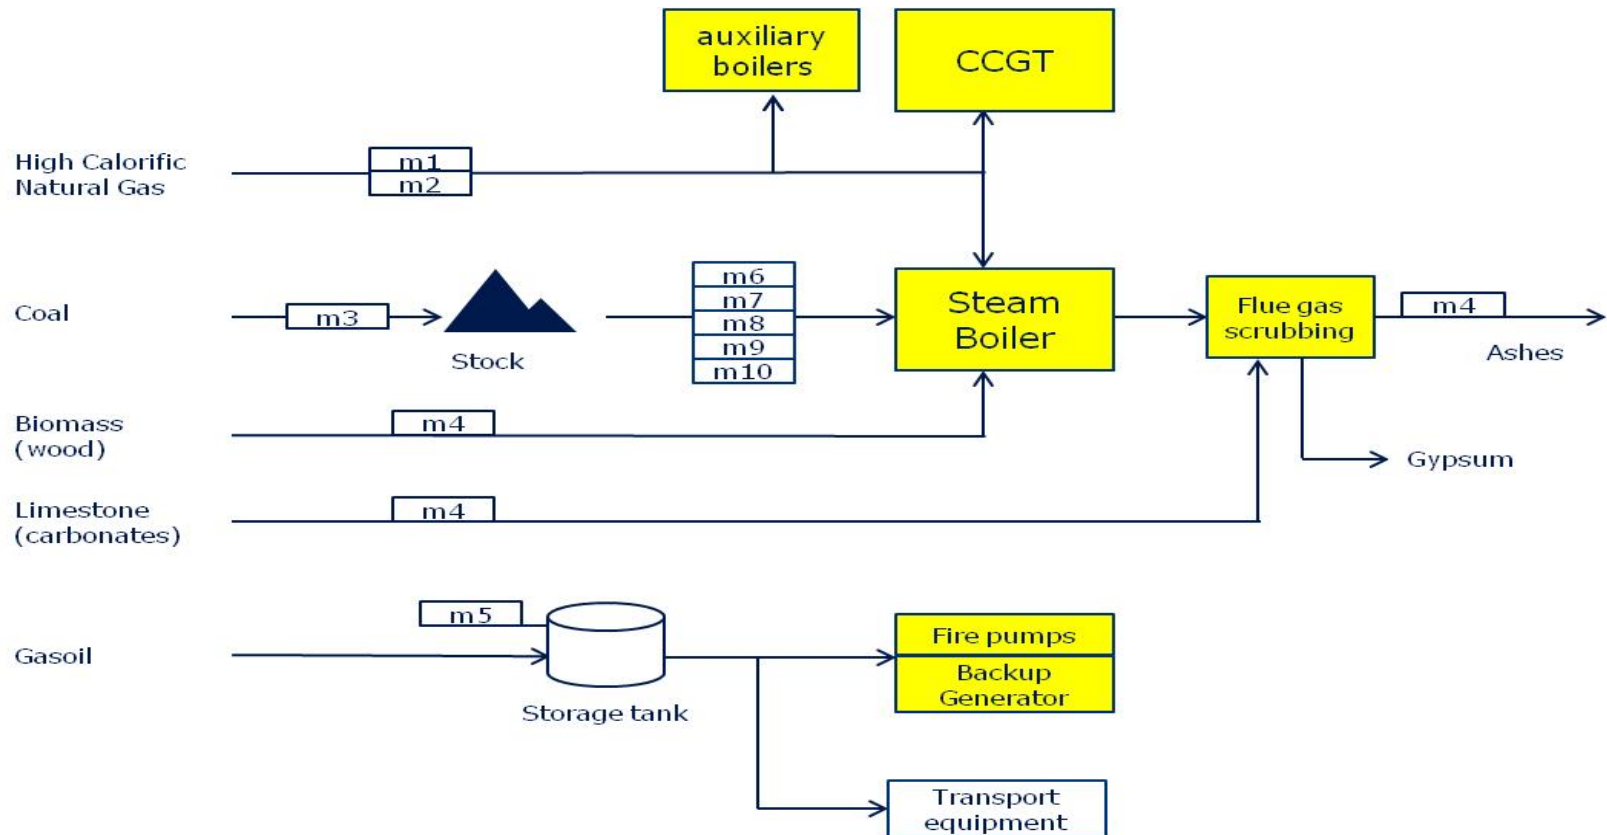 auxiliary
boilers
CCGT
High Calorific
Natural Gas
m1
m2
Coal
m3
Stock
m6
m7
m8
m9
m10
Steam
Boiler
Flue gas
scrubbing
m4
Ashes
Biomass
(wood)
m4
Gypsum
Limestone
(carbonates)
m4
Gasoil
m5
Storage tank
Fire pumps
Backup
Generator
Transport
equipment